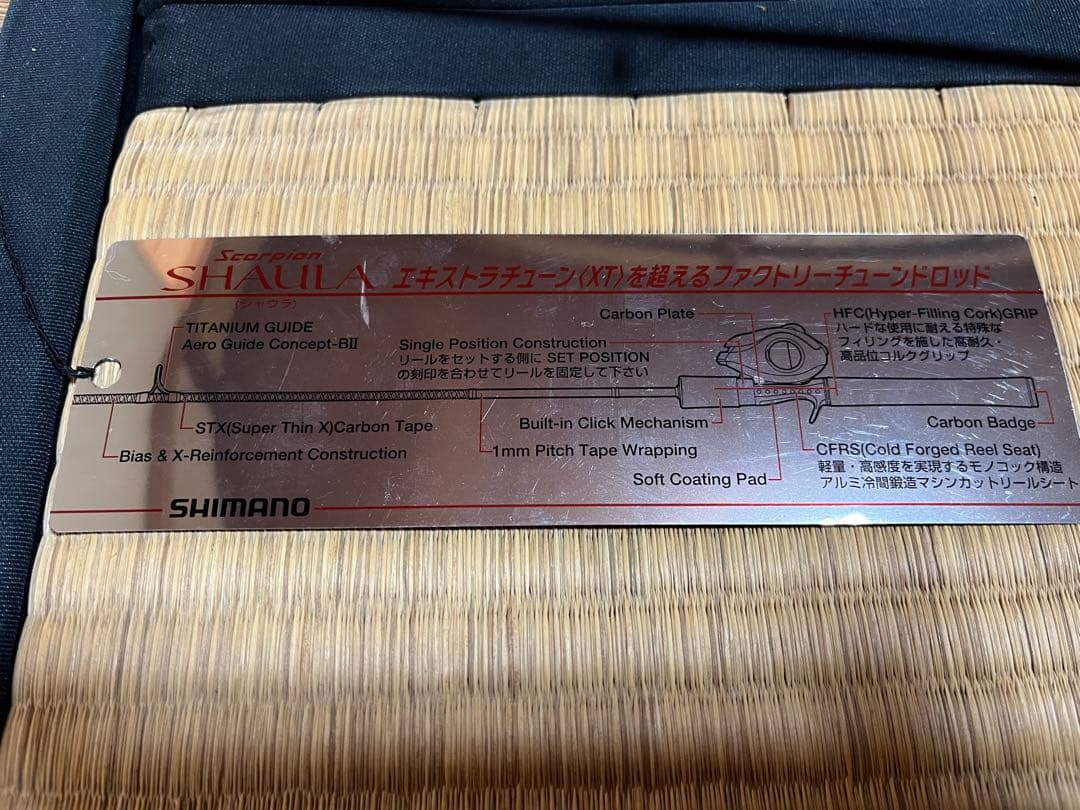 Scorpion
SHAULA エキストラチューン〈XT〉を超えるファクトリーチューンドロッド
(シャウラ)
TITANIUM GUIDE
Aero Guide Concept-BII
Single Position Construction
リールをセットする側に SET POSITION
の刻印を合わせてリールを固定して下さい
Carbon Plate
HFC(Hyper-Filling Cork)GRIP
ハードな使用に耐える特殊な
フィリングを施した高耐久・
高品位コルクグリップ
STX(Super Thin X)Carbon Tape
Bias & X-Reinforcement Construction
Built-in Click Mechanism
1mm Pitch Tape Wrapping
Soft Coating Pad
Carbon Badge
CFRS(Cold Forged Reel Seat)
軽量・高感度を実現するモノコック構造
アルミ冷間鍛造マシンカットリールシート
SHIMANO